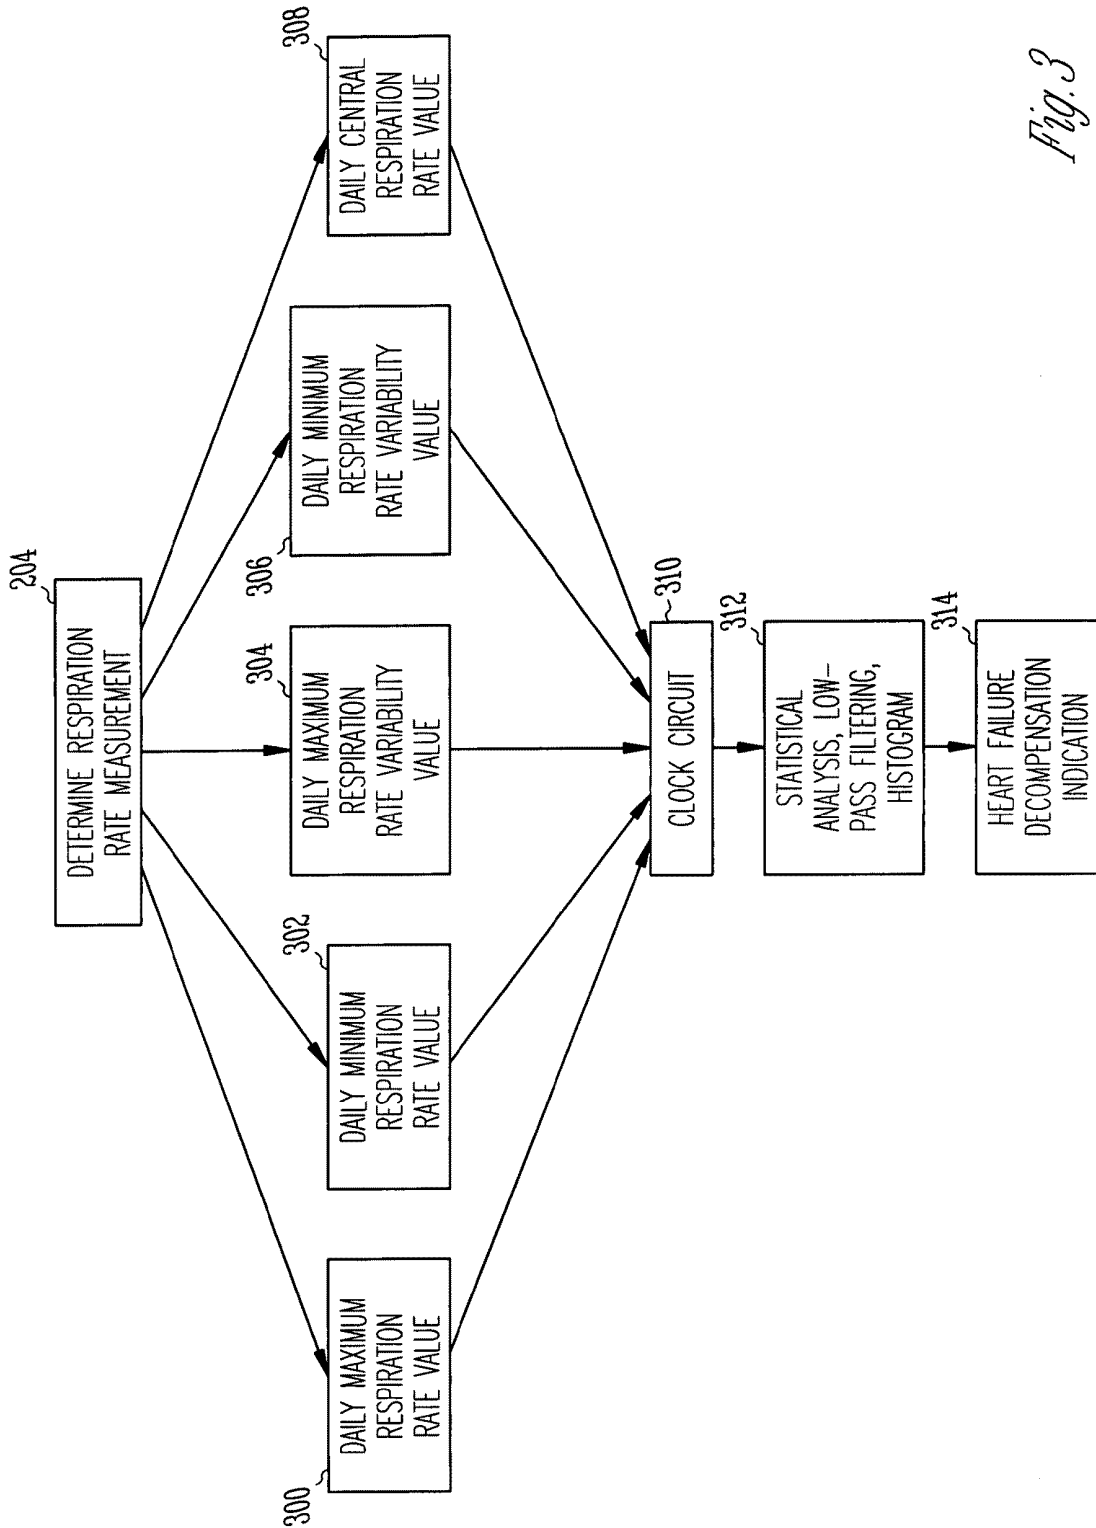 204
DETERMINE RESPIRATION
RATE MEASUREMENT
300
DAILY MAXIMUM
RESPIRATION
RATE VALUE
302
DAILY MINIMUM
RESPIRATION
RATE VALUE
304
DAILY MAXIMUM
RESPIRATION
RATE VARIABILITY
VALUE
306
DAILY MINIMUM
RESPIRATION
RATE VARIABILITY
VALUE
308
DAILY CENTRAL
RESPIRATION
RATE VALUE
310
CLOCK CIRCUIT
312
STATISTICAL
ANALYSIS, LOW-
PASS FILTERING,
HISTOGRAM
314
HEART FAILURE
DECOMPENSATION
INDICATION
Fig.3